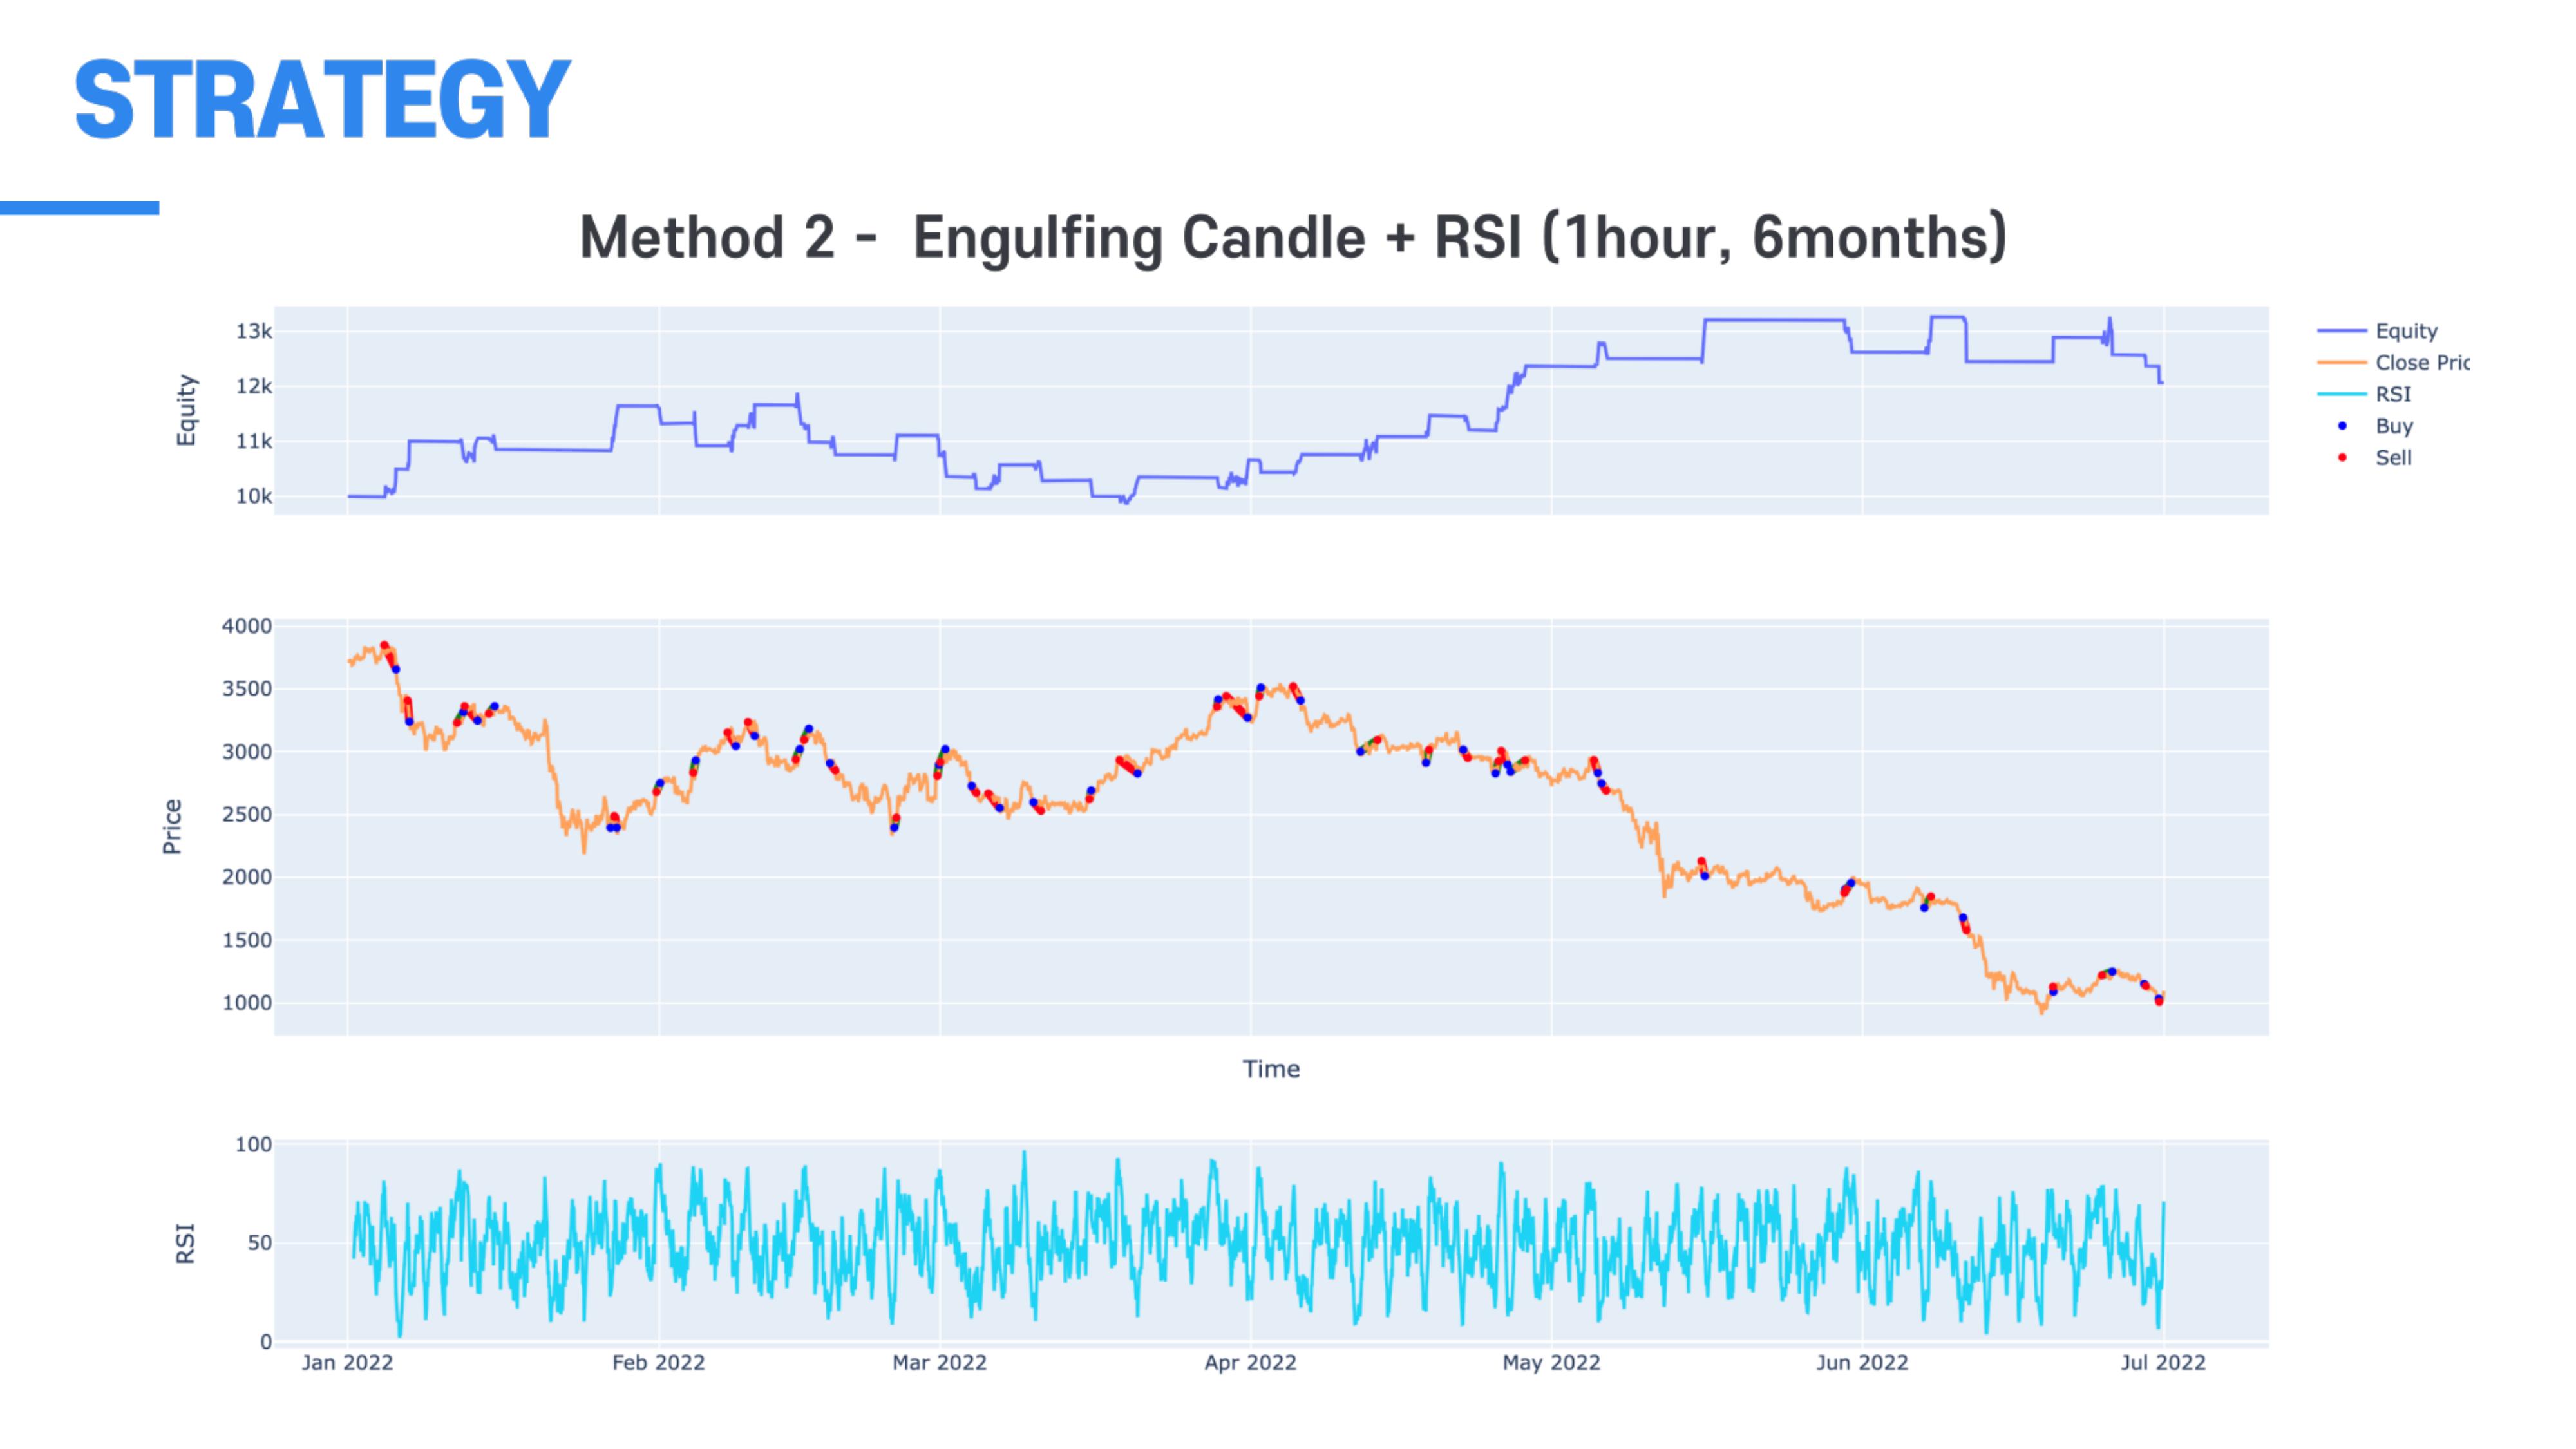 STRATEGY
Method 2 - Engulfing Candle + RSI (1hour, 6months)
Equity
13k
12k
11k
10k
Equity
Close Pric
RSI
Buy
Sell
Price
4000
3500
3000
2500
2000
1500
1000
Time
RSI
100
50
0
Jan 2022 Feb 2022 Mar 2022 Apr 2022 May 2022 Jun 2022 Jul 2022